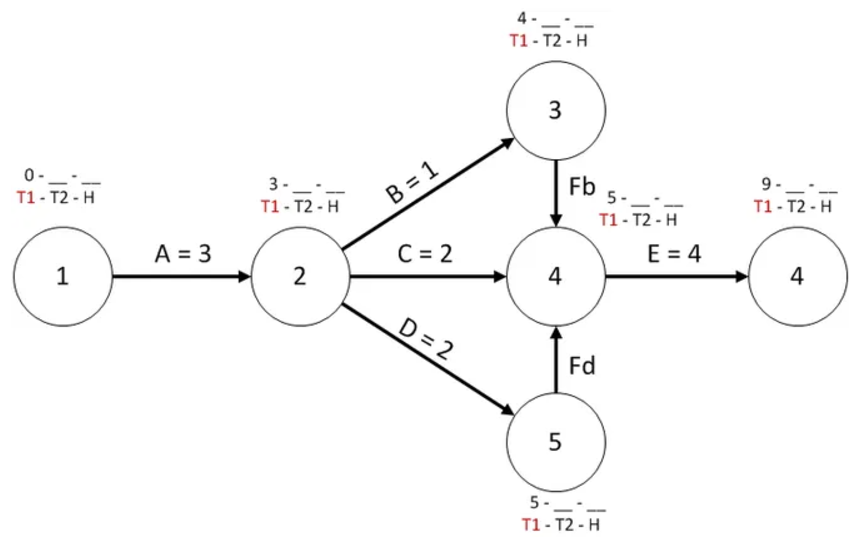 4 - __ - __
T1 - T2 - H
3
0 - __ - __
T1 - T2 - H
3 - __ - __
T1 - T2 - H
B = 1
Fb
5 - __ - __
T1 - T2 - H
9 - __ - __
T1 - T2 - H
1
A = 3
2
C = 2
4
E = 4
4
D = 2
Fd
5
5 - __ - __
T1 - T2 - H